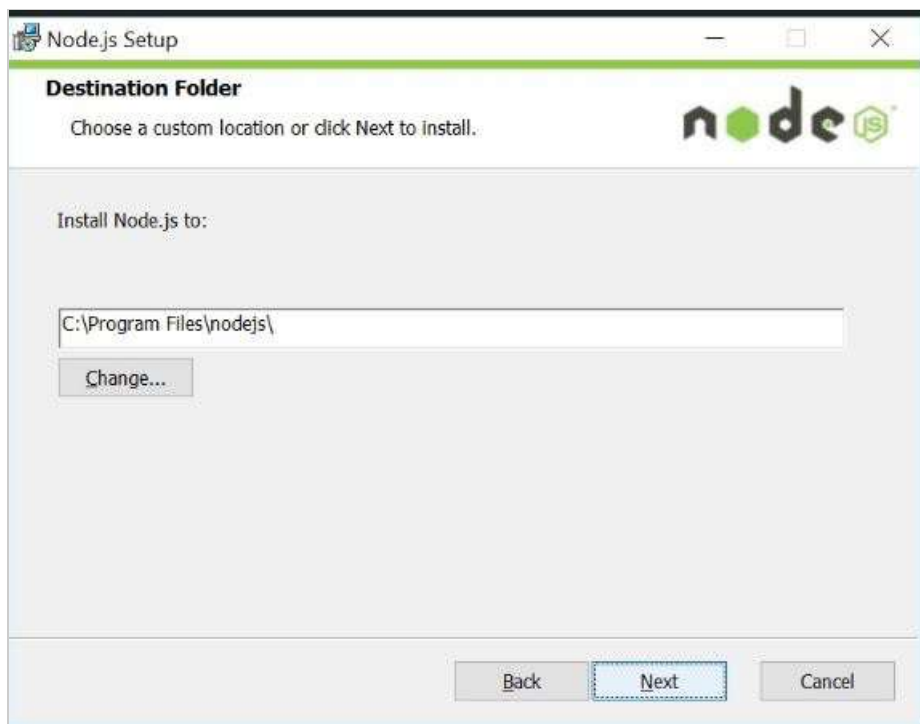 Node.js Setup
Destination Folder
Choose a custom location or click Next to install.
node JS
Install Node.js to:
C:\Program Files\nodejs\
Change...
Back Next Cancel